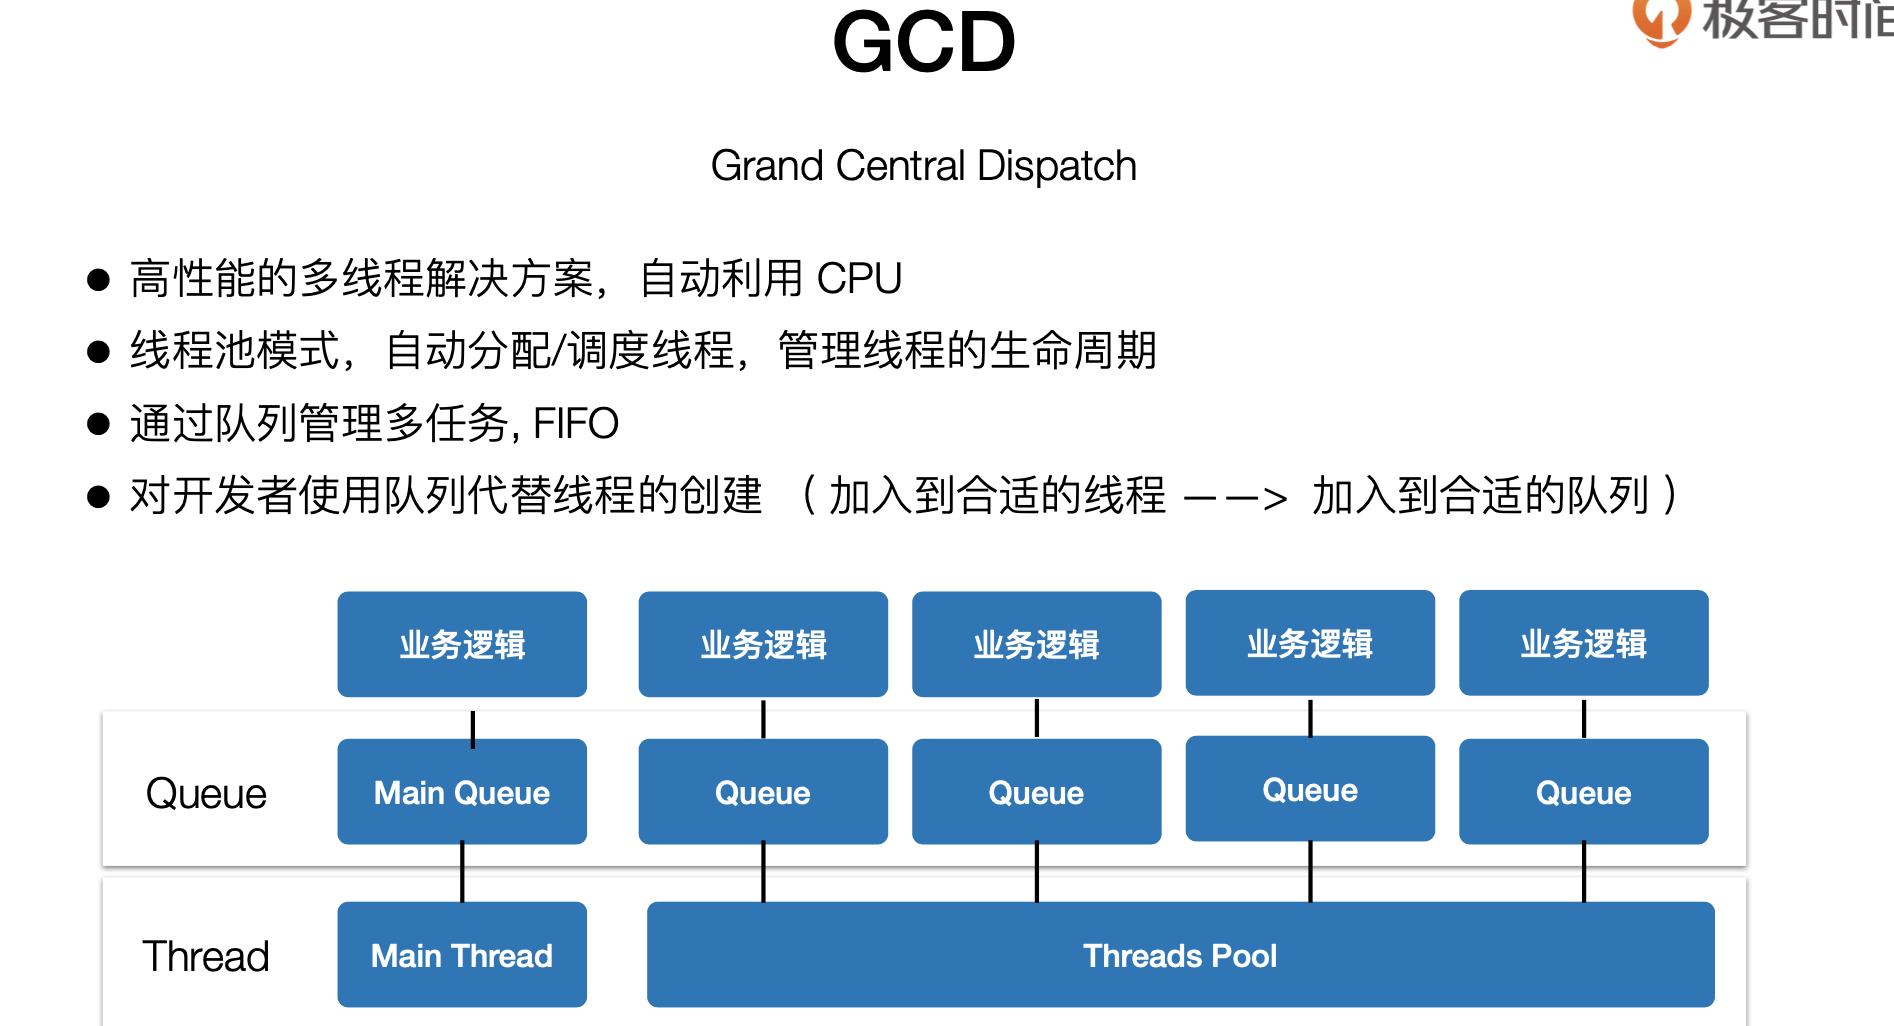 GCD
极客时间
Grand Central Dispatch
● 高性能的多线程解决方案，自动利用 CPU
● 线程池模式，自动分配/调度线程，管理线程的生命周期
● 通过队列管理多任务, FIFO
● 对开发者使用队列代替线程的创建 （ 加入到合适的线程 ——> 加入到合适的队列 ）
业务逻辑 业务逻辑 业务逻辑 业务逻辑 业务逻辑
Queue Main Queue Queue Queue Queue Queue
Thread Main Thread Threads Pool